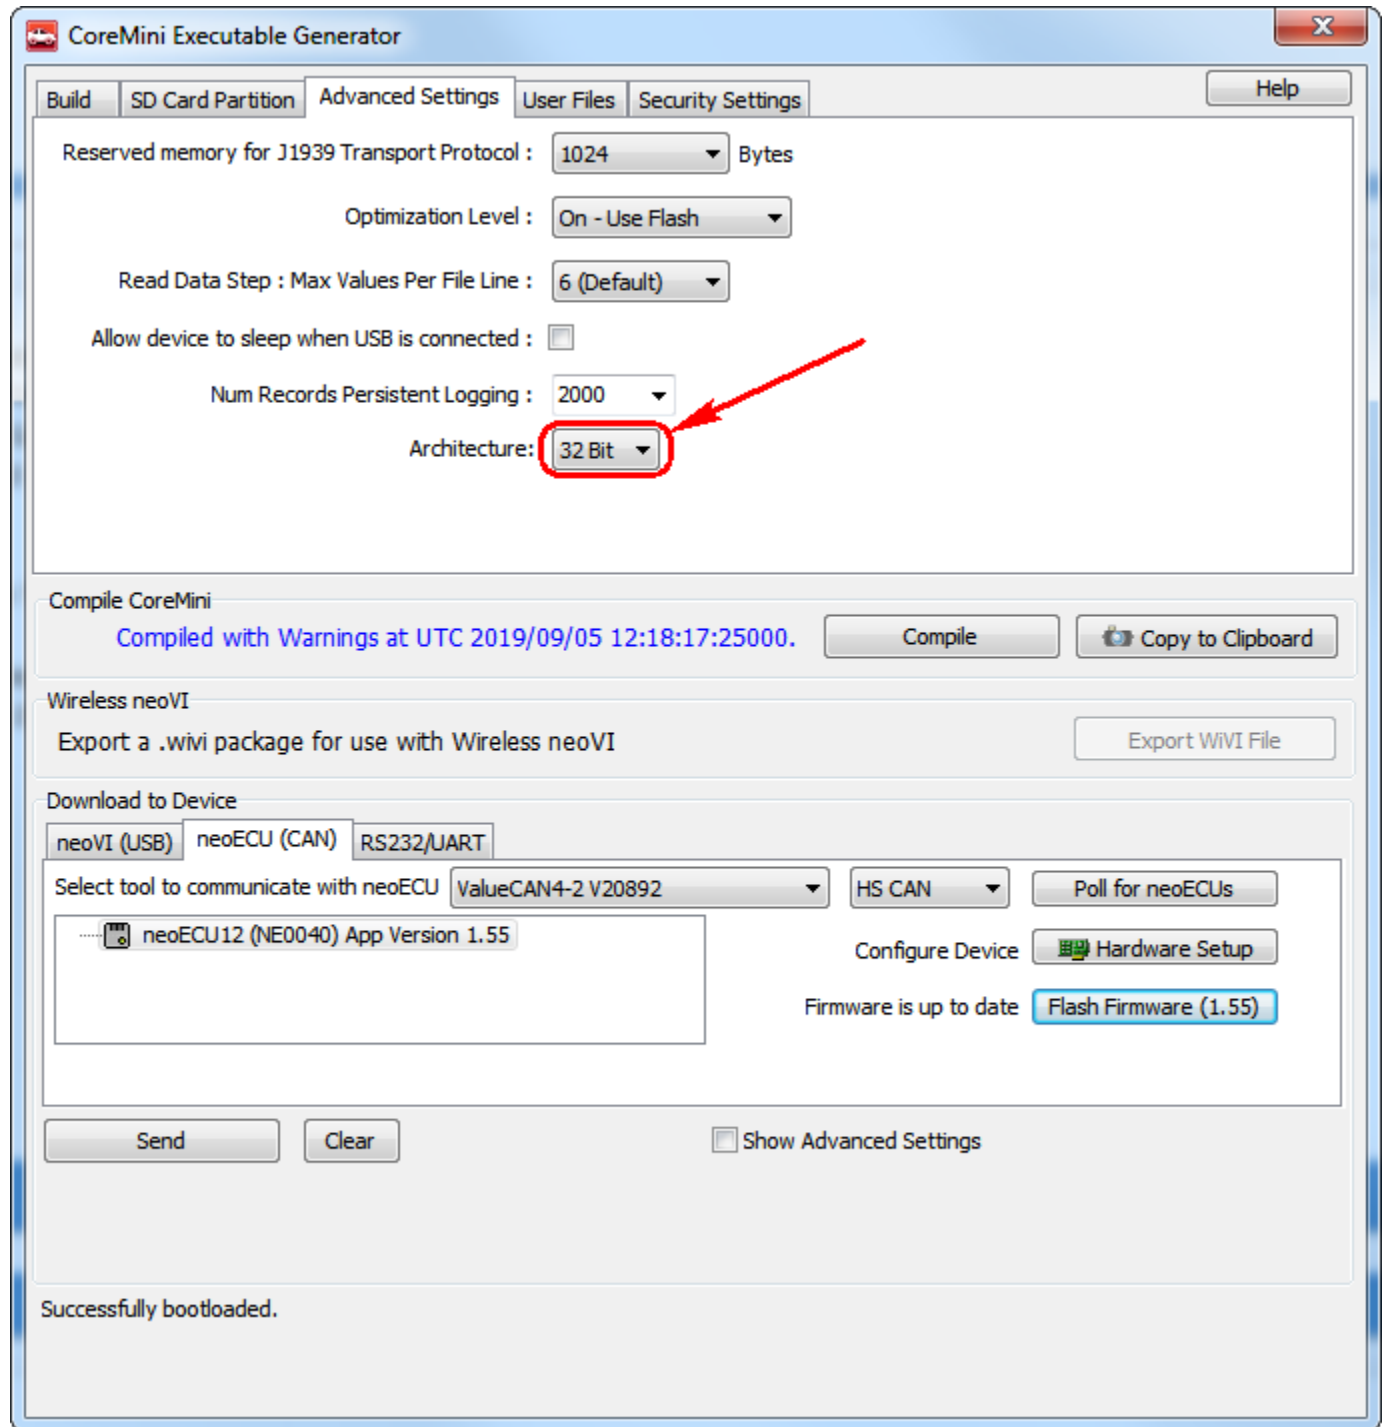 CoreMini Executable Generator
Build SD Card Partition Advanced Settings User Files Security Settings Help
Reserved memory for J1939 Transport Protocol : 1024 Bytes
Optimization Level : On - Use Flash
Read Data Step : Max Values Per File Line : 6 (Default)
Allow device to sleep when USB is connected :
Num Records Persistent Logging : 2000
Architecture: 32 Bit
Compile CoreMini
Compiled with Warnings at UTC 2019/09/05 12:18:17:25000. Compile Copy to Clipboard
Wireless neoVI
Export a .wivi package for use with Wireless neoVI Export WiVI File
Download to Device
neoVI (USB) neoECU (CAN) RS232/UART
Select tool to communicate with neoECU ValueCAN4-2 V20892 HS CAN Poll for neoECUs
neoECU12 (NE0040) App Version 1.55
Configure Device Hardware Setup
Firmware is up to date Flash Firmware (1.55)
Send Clear Show Advanced Settings
Successfully bootloaded.